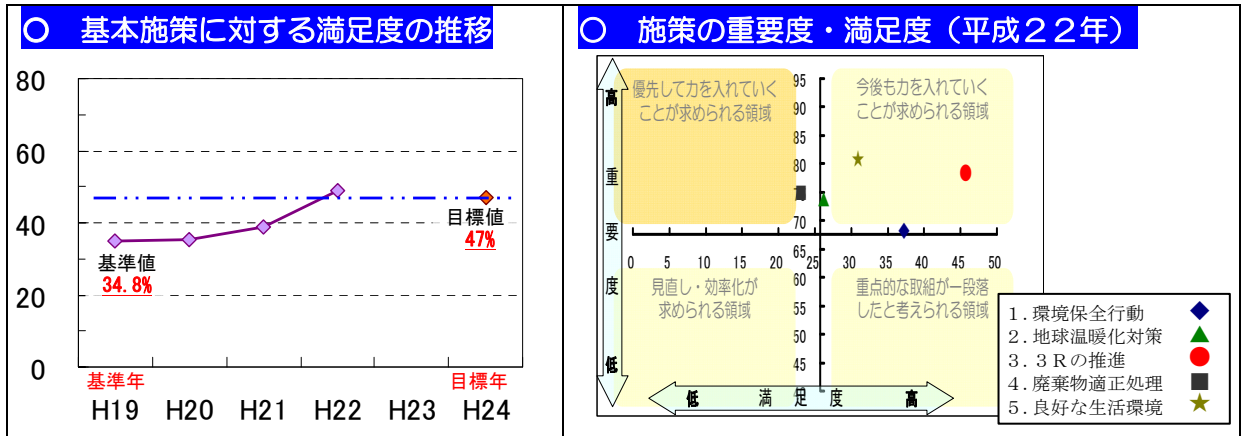 〇 基本施策に対する満足度の推移
80
60
40
20
0
基準値
34.8%
目標値
47%
基準年
目標年
H19 H20 H21 H22 H23 H24
〇 施策の重要度・満足度（平成２２年）
高
重
要
度
低
優先して力を入れていく
ことが求められる領域
今後も力を入れていく
ことが求められる領域
95
90
85
80
75
70
65
60
55
50
45
0 5 10 15 20 25 30 35 40 45 50
見直し・効率化が
求められる領域
重点的な取組が一段落
したと考えられる領域
低 満 足 度 高
１.環境保全行動
２.地球温暖化対策
３.３Ｒの推進
４.廃棄物適正処理
５.良好な生活環境